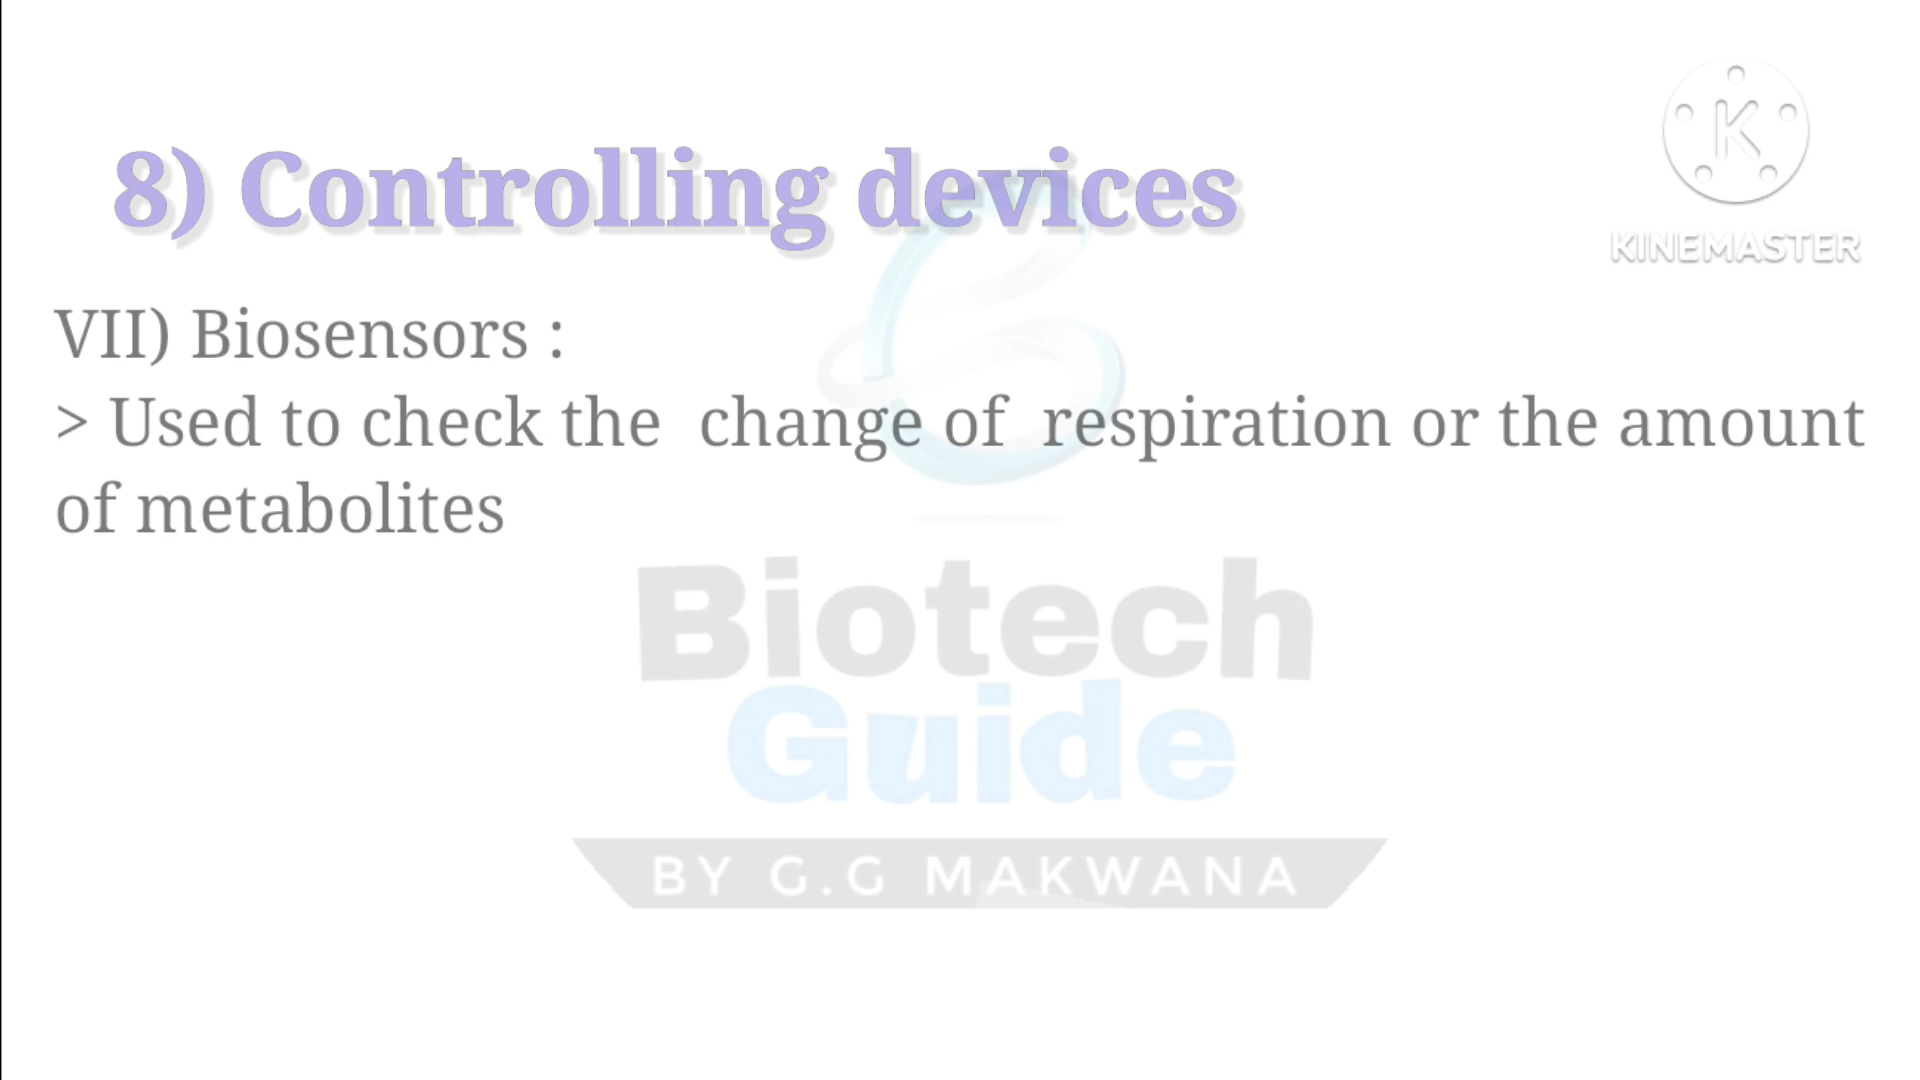 8) Controlling devices
KINEMASTER
VII) Biosensors :
> Used to check the  change of  respiration or the amount
of metabolites
Biotech
Guide
BY G.G MAKWANA